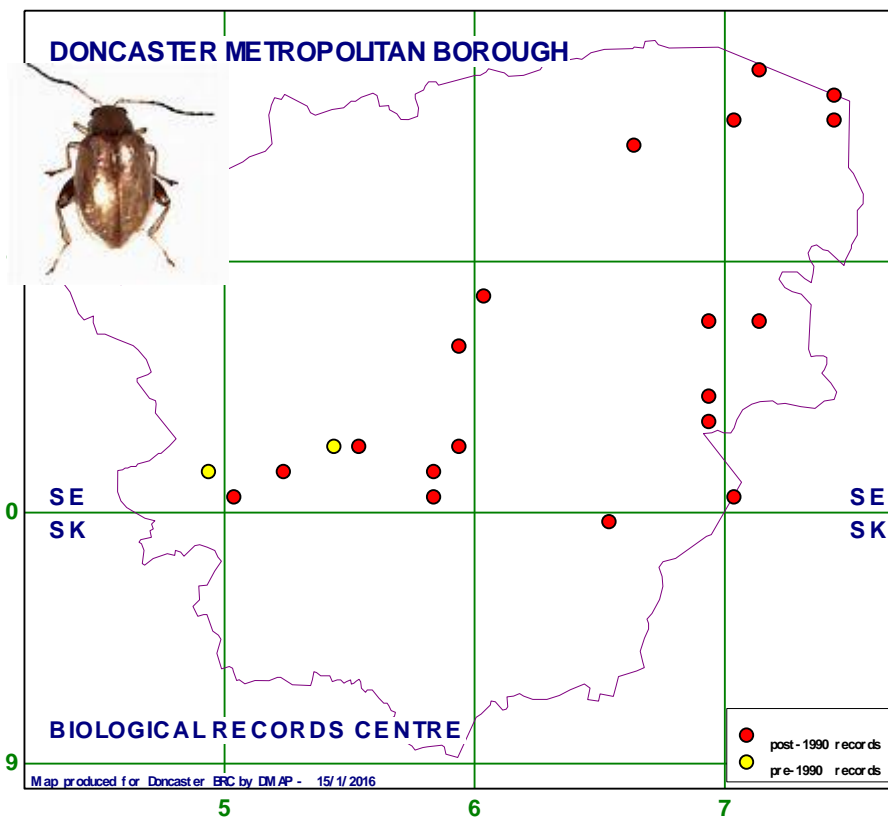 DONCASTER METROPOLITAN BOROUGH
SE SE
0
SK SK
BIOLOGICAL RECORDS CENTRE
post-1990 records
9
pre-1990 records
Map produced for Doncaster BRC by DMAP - 15/1/2016
5 6 7